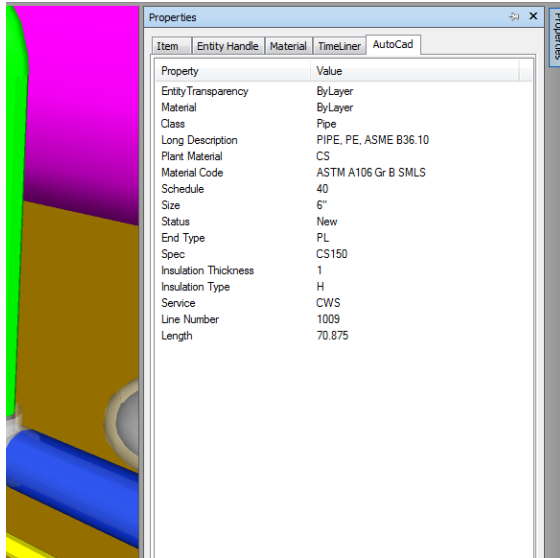 Properties
Item Entity Handle Material TimeLiner AutoCad
Property Value
EntityTransparency ByLayer
Material ByLayer
Class Pipe
Long Description PIPE, PE, ASME B36.10
Plant Material CS
Material Code ASTM A106 Gr B SMLS
Schedule 40
Size 6"
Status New
End Type PL
Spec CS150
Insulation Thickness 1
Insulation Type H
Service CWS
Line Number 1009
Length 70.875
Properties